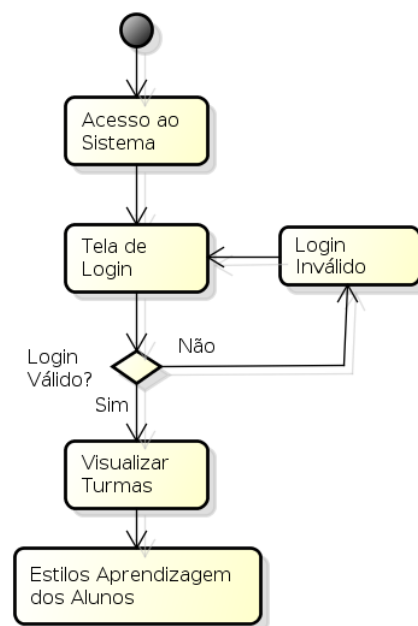 Acesso ao
Sistema
Tela de
Login
Login
Inválido
Login
Válido?
Não
Sim
Visualizar
Turmas
Estilos Aprendizagem
dos Alunos